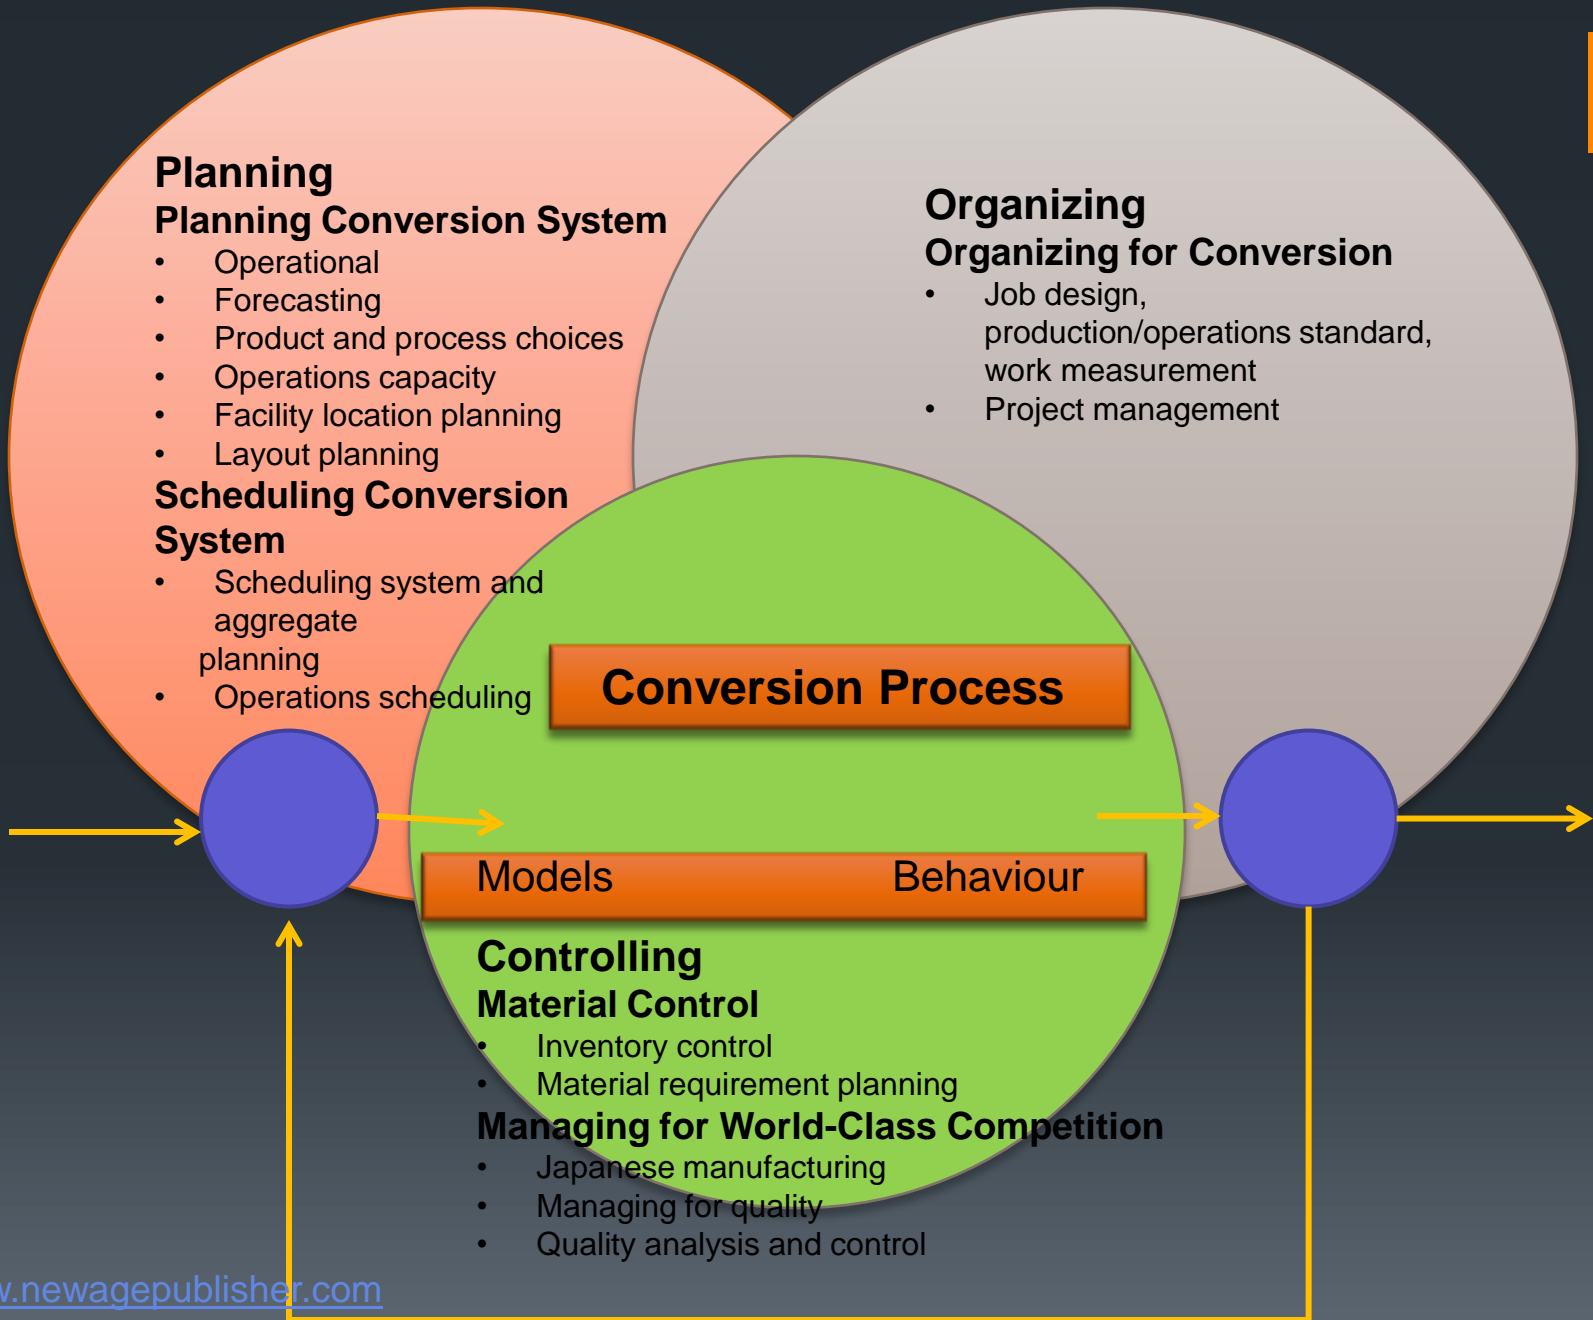 Planning
Planning Conversion System
• Operational
• Forecasting
• Product and process choices
• Operations capacity
• Facility location planning
• Layout planning
Scheduling Conversion
System
• Scheduling system and
aggregate
planning
• Operations scheduling
Organizing
Organizing for Conversion
• Job design,
production/operations standard,
work measurement
• Project management
Conversion Process
Models Behaviour
Controlling
Material Control
• Inventory control
• Material requirement planning
Managing for World-Class Competition
• Japanese manufacturing
• Managing for quality
• Quality analysis and control
.newagepublisher.com